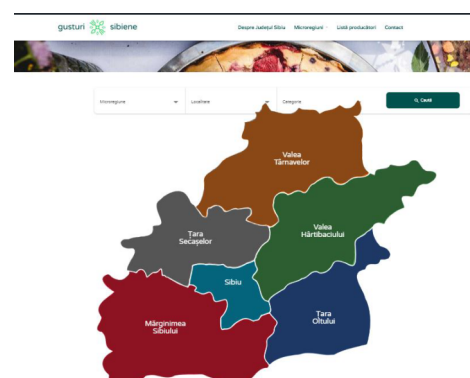 gusturi sibiene
Despre Județul Sibiu Microregiuni Listă producători Contact
Microregiune Localitate Categorie Caută
Valea
Târnavelor
Valea
Hârtibaciului
Țara
Secașelor
Sibiu
Țara
Oltului
Mărginimea
Sibiului